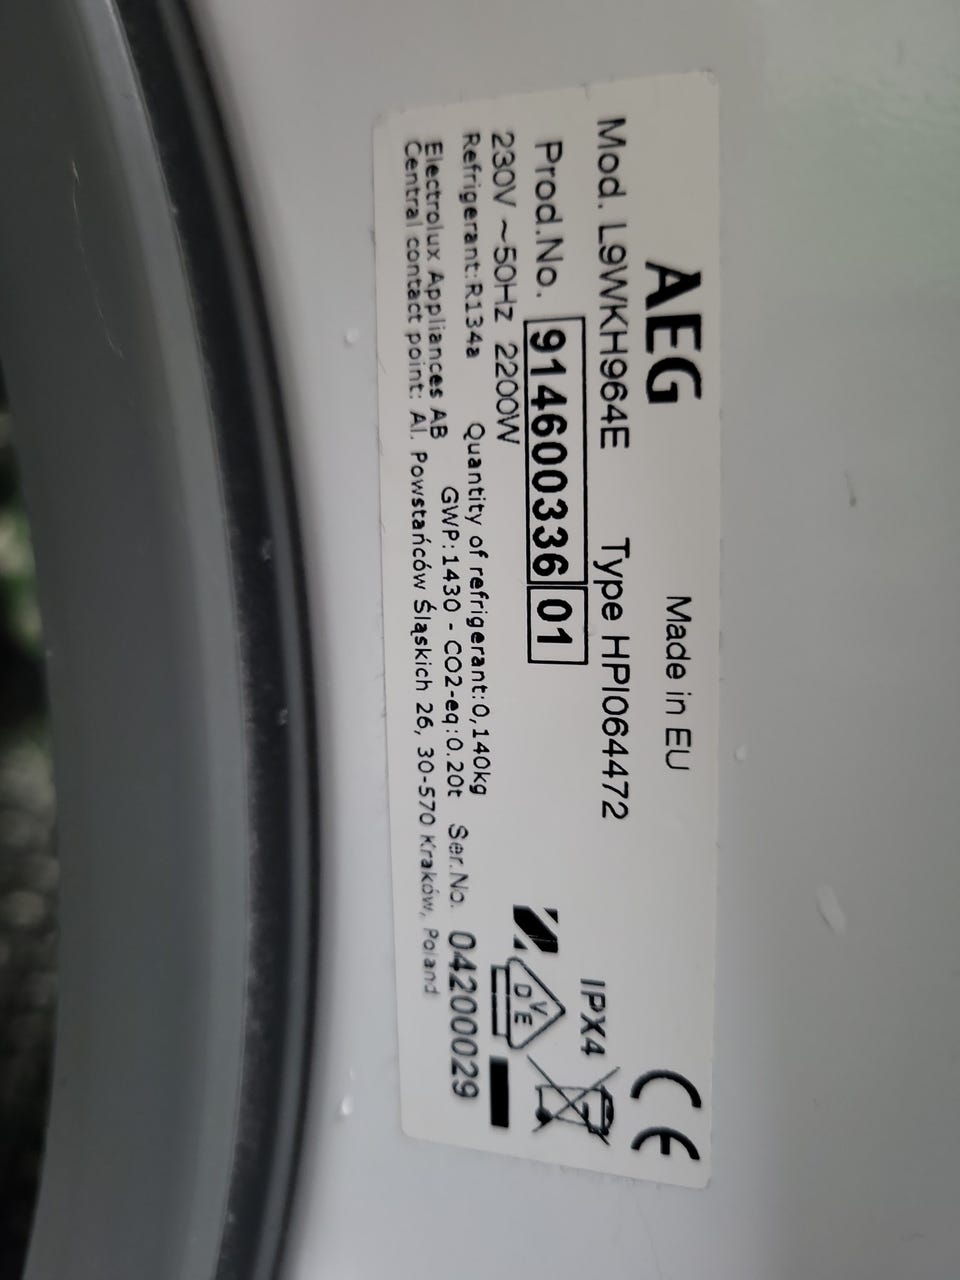 AEG Made in EU
Mod. L9WKH964E Type HPI064472 IPX4
Prod.No. 914600336 01
230V ~50Hz 2200W
D V E
Refrigerant:R134a Quantity of refrigerant:0,140kg
GWP:1430 - CO2-eq:0.20t Ser.No. 04200029
Electrolux Appliances AB
Central contact point: Al. Powstańców Śląskich 26, 30-570 Kraków, Poland